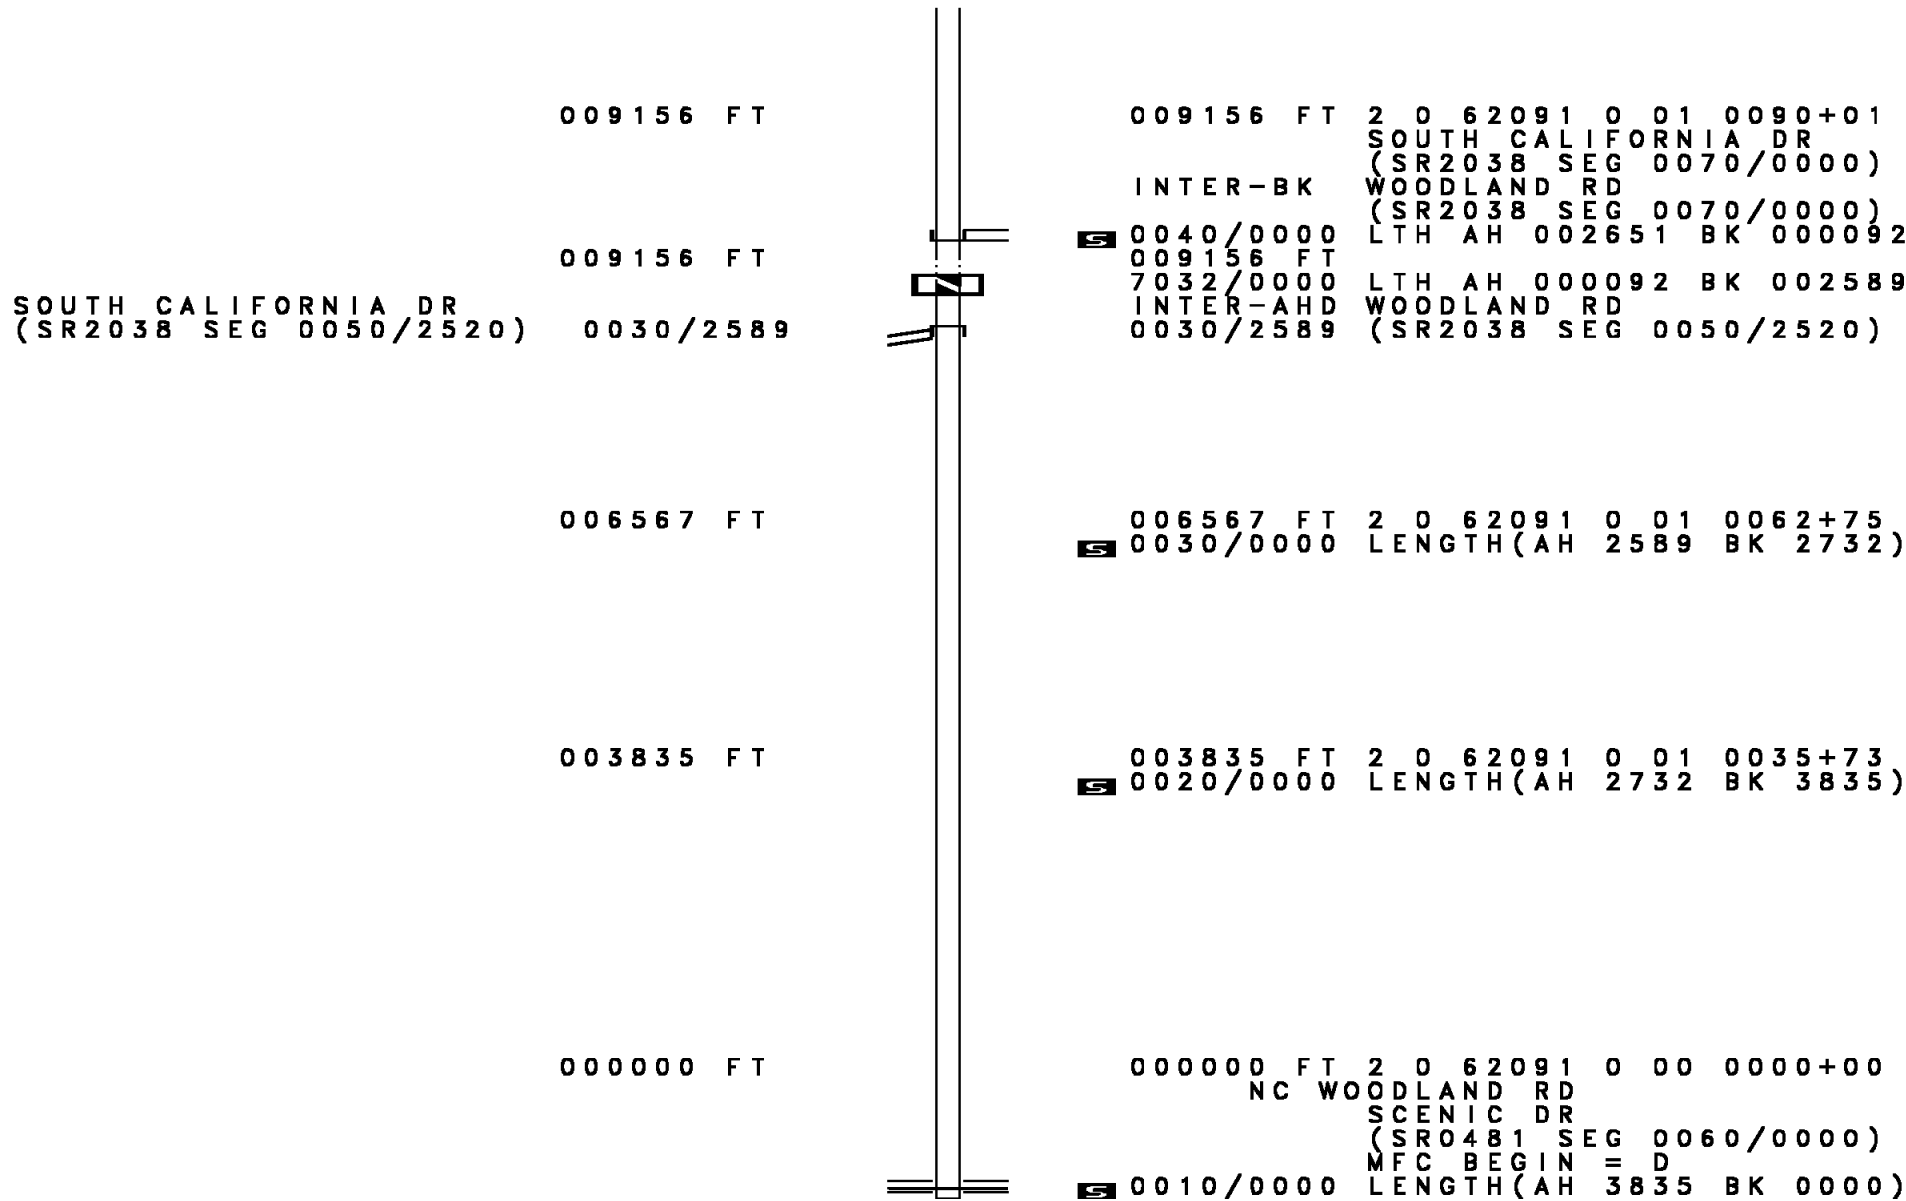 009156 FT 009156 FT 2 0 62091 0 01 0090+01
SOUTH CALIFORNIA DR
(SR2038 SEG 0070/0000)
INTER-BK WOODLAND RD
(SR2038 SEG 0070/0000)
S 0040/0000 LTH AH 002651 BK 000092
009156 FT 009156 FT
7032/0000 LTH AH 000092 BK 002589
SOUTH CALIFORNIA DR INTER-AHD WOODLAND RD
(SR2038 SEG 0050/2520) 0030/2589 0030/2589 (SR2038 SEG 0050/2520)
006567 FT 006567 FT 2 0 62091 0 01 0062+75
S 0030/0000 LENGTH(AH 2589 BK 2732)
003835 FT 003835 FT 2 0 62091 0 01 0035+73
S 0020/0000 LENGTH(AH 2732 BK 3835)
000000 FT 000000 FT 2 0 62091 0 00 0000+00
NC WOODLAND RD
SCENIC DR
(SR0481 SEG 0060/0000)
MFC BEGIN = D
S 0010/0000 LENGTH(AH 3835 BK 0000)